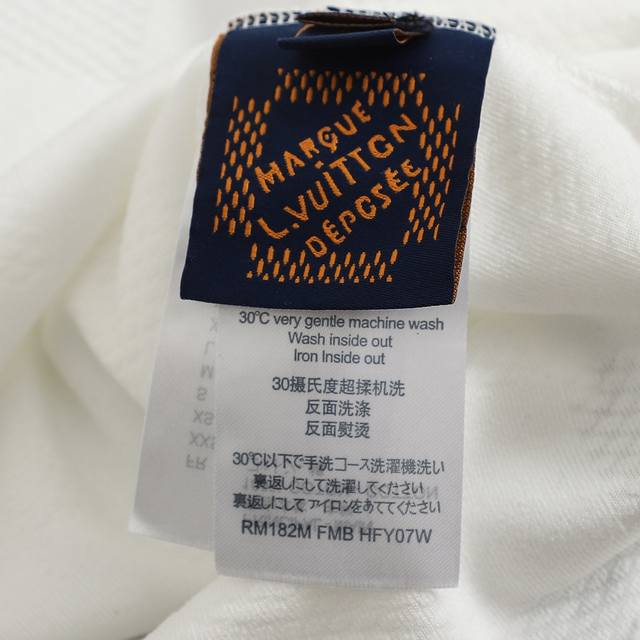 MARQUE
L.VUITTON
DÉPOSÉE
30°C very gentle machine wash
Wash inside out
Iron Inside out
30摄氏度超揉机洗
反面洗涤
反面熨烫
30℃以下で手洗コース洗濯機洗い
裏返しにして洗濯してください
裏返しにしてアイロンをあててください
RM182M FMB HFY07W
L
M
S
XS
XXS
FR